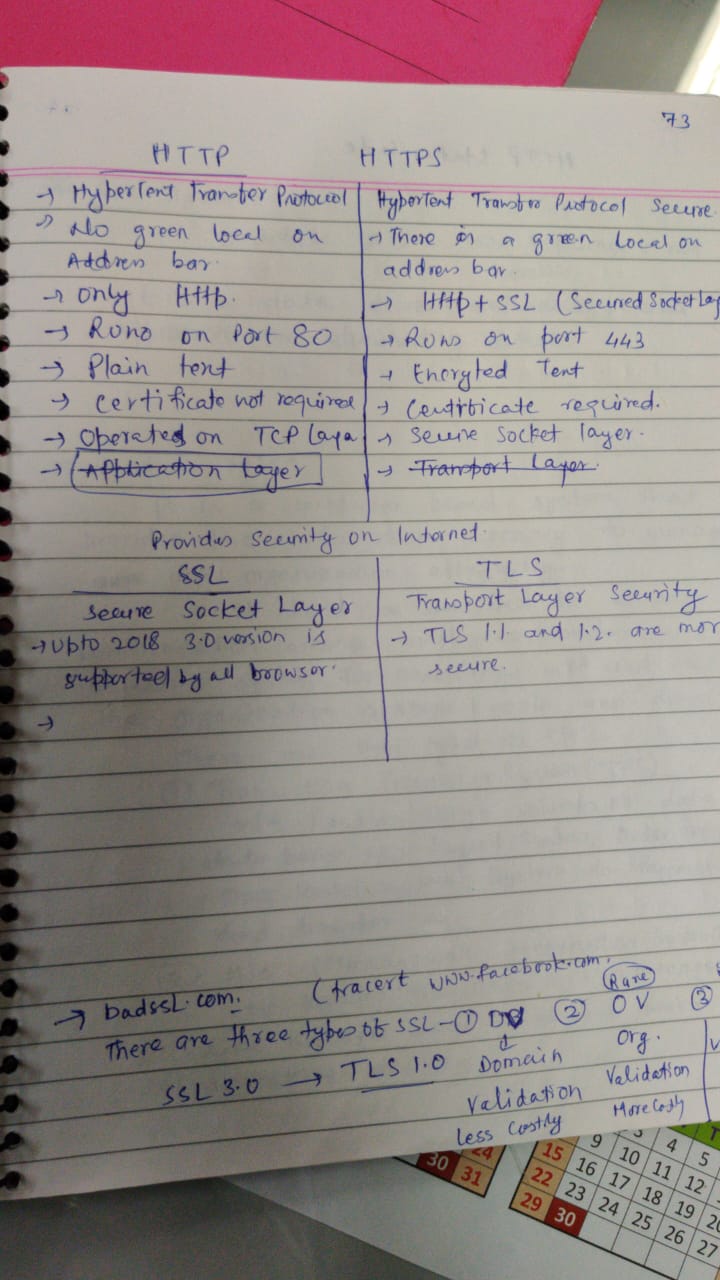 73
HTTP
HTTPS
→ Hypertent Transfer Protocol
Hypertent Transfer Protocol Secure
→ No green local on
Address bar.
→ There is a green local on
address bar.
→ only Http.
→ Http + SSL (Secured Socket Lay
→ Runs on Port 80
→ Runs on port 443
→ Plain tent
→ Encryted Tent
→ Certificate not required
→ Certificate required.
→ Operated on TCP Laya
→ Secure Socket layer.
→ Application Layer
→ Transport Layer.
Provides Security on Internet.
SSL
TLS
Secure Socket Layer
Transport Layer Security
→ Upto 2018 3.0 version is
supported by all browser.
→ TLS 1.1. and 1.2. are mor
secure.
→
→ badssl.com. (tracert www.facebook.com.
There are three types of SSL - ① DV ② OV (Rare) ③
SSL 3.0 → TLS 1.0
Domain
Validation
Less Costly
Org.
Validation
More Costly
V
T
3 4 5
9 10 11 12
15 16 17 18 19 20
22 23 24 25 26 27
29 30
24
30 31